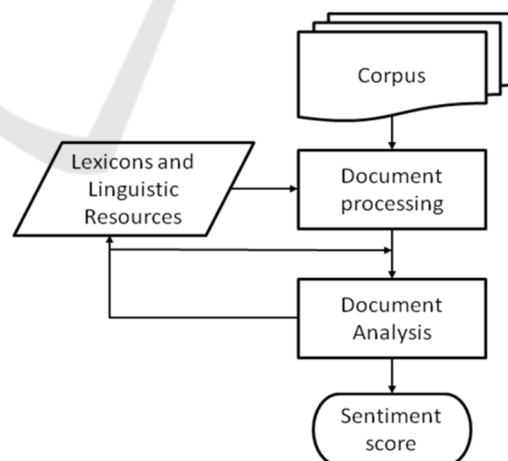 Corpus
Lexicons and
Linguistic
Resources
Document
processing
Document
Analysis
Sentiment
score